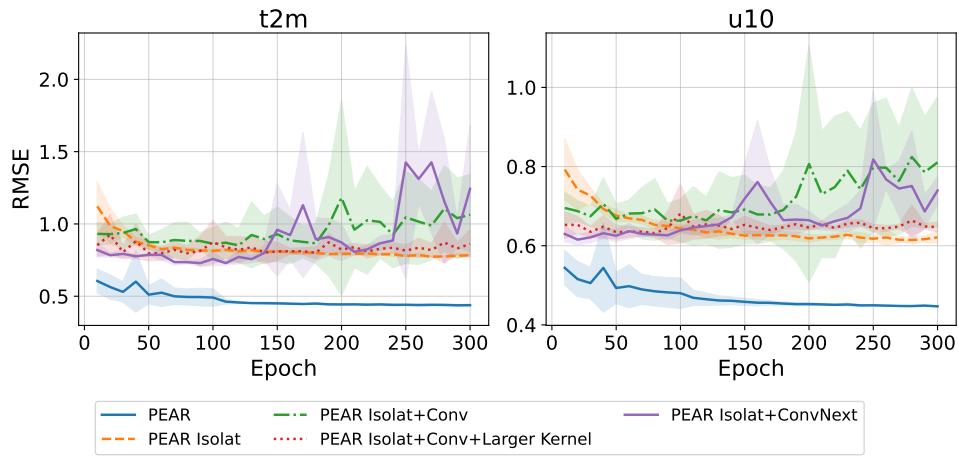 t2m
u10
RMSE
2.0
1.5
1.0
0.5
1.0
0.8
0.6
0.4
0 50 100 150 200 250 300
0 50 100 150 200 250 300
Epoch
Epoch
PEAR
PEAR Isolat
PEAR Isolat+Conv
PEAR Isolat+Conv+Larger Kernel
PEAR Isolat+ConvNext